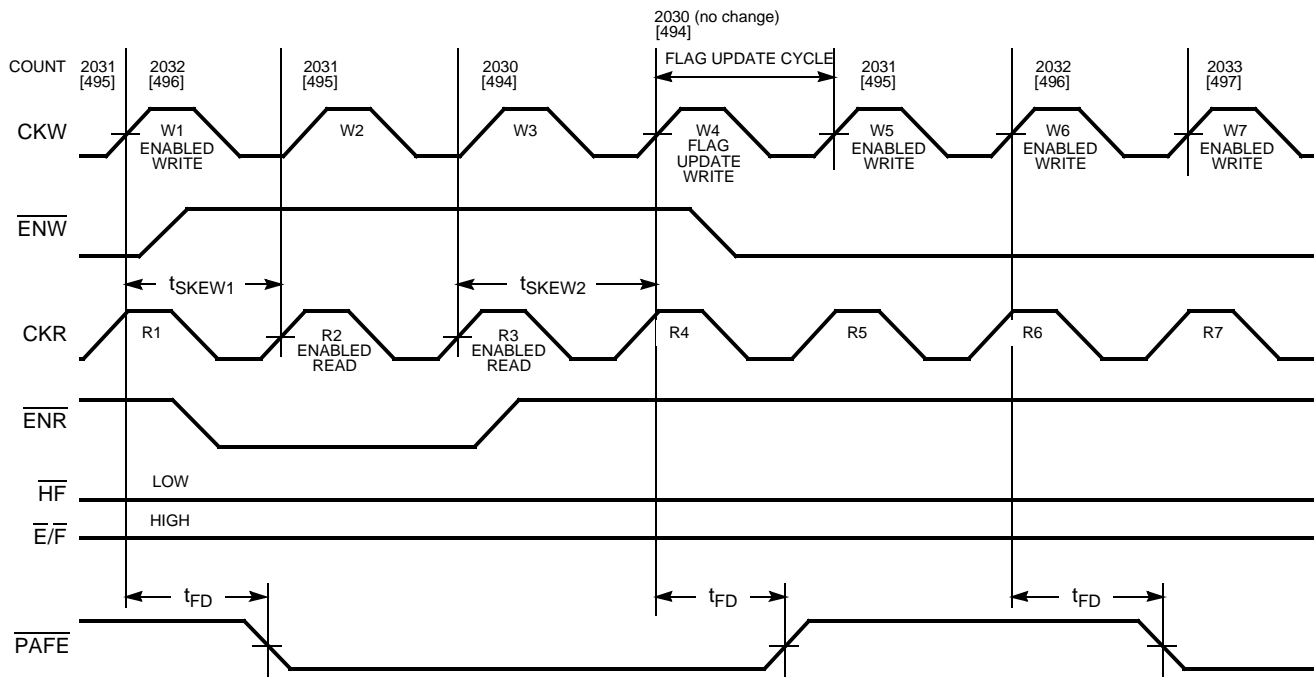 2030 (no change)
[494]
COUNT 2031 2032 2031 2030 FLAG UPDATE CYCLE 2031 2032 2033
[495] [496] [495] [494] [495] [496] [497]
CKW W1 W2 W3 W4 W5 W6 W7
ENABLED WRITE FLAG UPDATE WRITE ENABLED WRITE ENABLED WRITE ENABLED WRITE
ENW
tSKEW1 tSKEW2
CKR R1 R2 R3 R4 R5 R6 R7
ENABLED READ ENABLED READ
ENR
HF LOW
E/F HIGH
tFD tFD tFD
PAFE